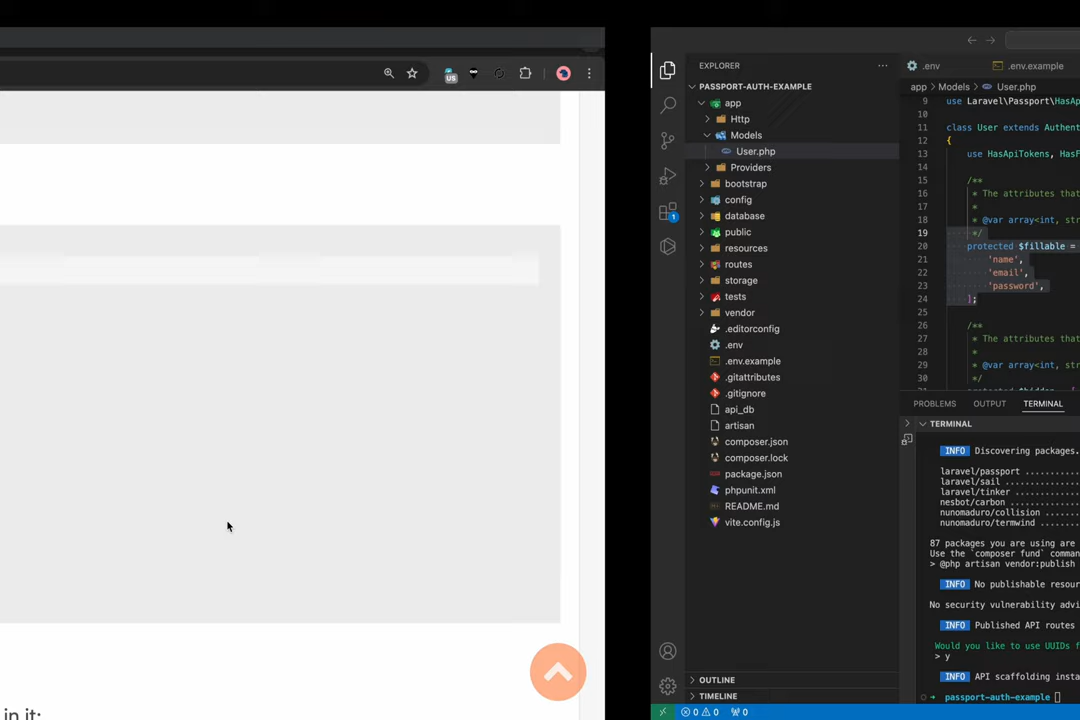 US
in it:
EXPLORER
PASSPORT-AUTH-EXAMPLE
app
Http
Models
User.php
Providers
bootstrap
config
database
public
resources
routes
storage
tests
vendor
.editorconfig
.env
.env.example
.gitattributes
.gitignore
api_db
artisan
composer.json
composer.lock
package.json
phpunit.xml
README.md
vite.config.js
OUTLINE
TIMELINE
1
0 0 0
.env
.env.example
app > Models > User.php
9 use Laravel\Passport\HasAp
10
11 class User extends Authent
12 {
13 use HasApiTokens, HasF
14
15 /**
16 * The attributes that
17 *
18 * @var array<int, str
19 */
20 protected $fillable =
21 'name',
22 'email',
23 'password',
24 ];
25
26 /**
27 * The attributes that
28 *
29 * @var array<int, str
30 */
31 protected $hidden = [
PROBLEMS OUTPUT TERMINAL
TERMINAL
INFO Discovering packages.
laravel/passport ...........
laravel/sail ...............
laravel/tinker .............
nesbot/carbon ..............
nunomaduro/collision .......
nunomaduro/termwind ........
87 packages you are using are
Use the `composer fund` comma
> @php artisan vendor:publish
INFO No publishable resour
No security vulnerability advi
INFO Published API routes
Would you like to use UUIDs f
> y
INFO API scaffolding insta
passport-auth-example